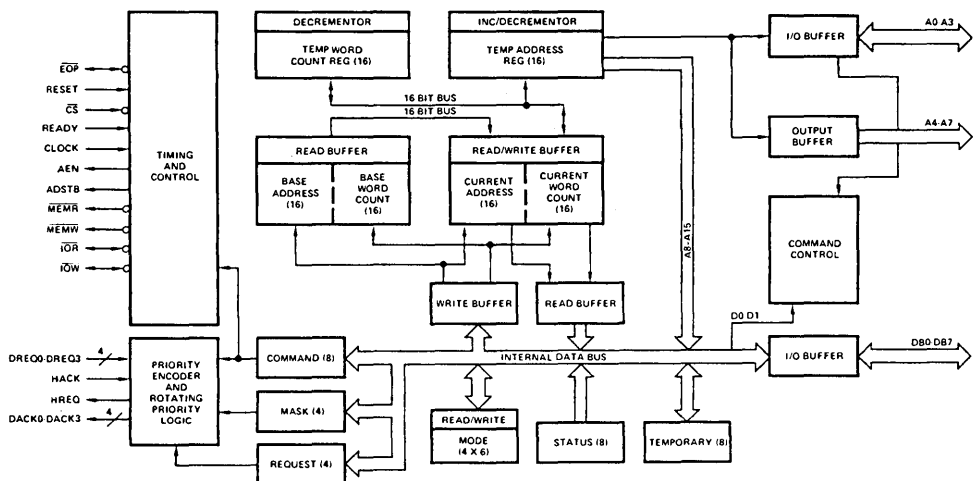 DECREMENTOR
TEMP WORD
COUNT REG (16)
INC/DECREMENTOR
TEMP ADDRESS
REG (16)
I/O BUFFER
A0 A3
EOP
RESET
CS
READY
CLOCK
AEN
ADSTB
MEMR
MEMW
IOR
IOW
TIMING
AND
CONTROL
16 BIT BUS
16 BIT BUS
READ BUFFER
BASE
ADDRESS
(16)
BASE
WORD
COUNT
(16)
READ/WRITE BUFFER
CURRENT
ADDRESS
(16)
CURRENT
WORD
COUNT
(16)
OUTPUT
BUFFER
A4-A7
A8-A15
COMMAND
CONTROL
WRITE BUFFER
READ BUFFER
D0 D1
DREQ0-DREQ3
4
HACK
HREQ
DACK0-DACK3
4
PRIORITY
ENCODER
AND
ROTATING
PRIORITY
LOGIC
COMMAND (8)
MASK (4)
REQUEST (4)
INTERNAL DATA BUS
I/O BUFFER
DB0 DB7
READ/WRITE
MODE
(4 X 6)
STATUS (8)
TEMPORARY (8)